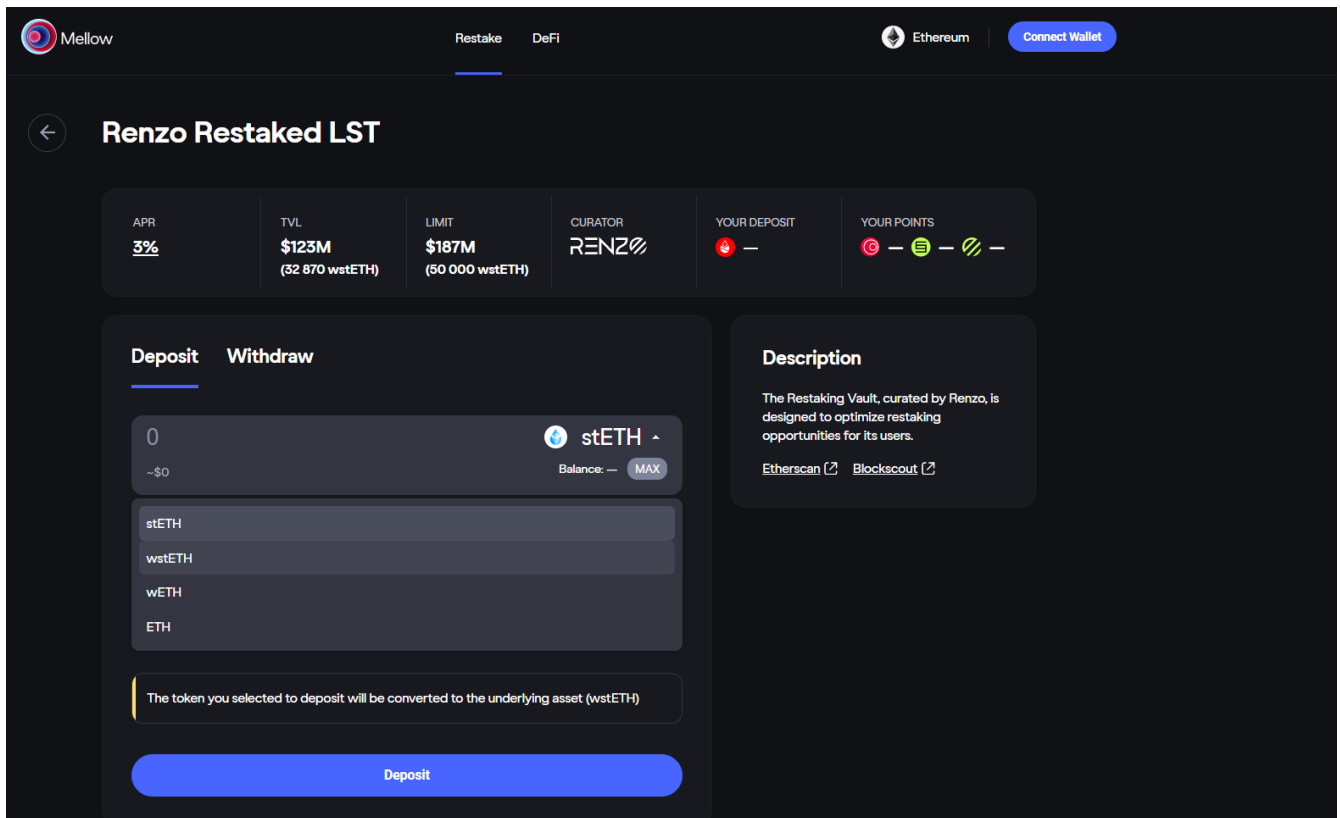 Mellow
Restake
DeFi
Ethereum
Connect Wallet
Renzo Restaked LST
APR
3%
TVL
$123M
(32 870 wstETH)
LIMIT
$187M
(50 000 wstETH)
CURATOR
RENZO
YOUR DEPOSIT
—
YOUR POINTS
— — —
Deposit
Withdraw
0
stETH
~$0
Balance: —
MAX
stETH
wstETH
wETH
ETH
The token you selected to deposit will be converted to the underlying asset (wstETH)
Deposit
Description
The Restaking Vault, curated by Renzo, is
designed to optimize restaking
opportunities for its users.
Etherscan
Blockscout